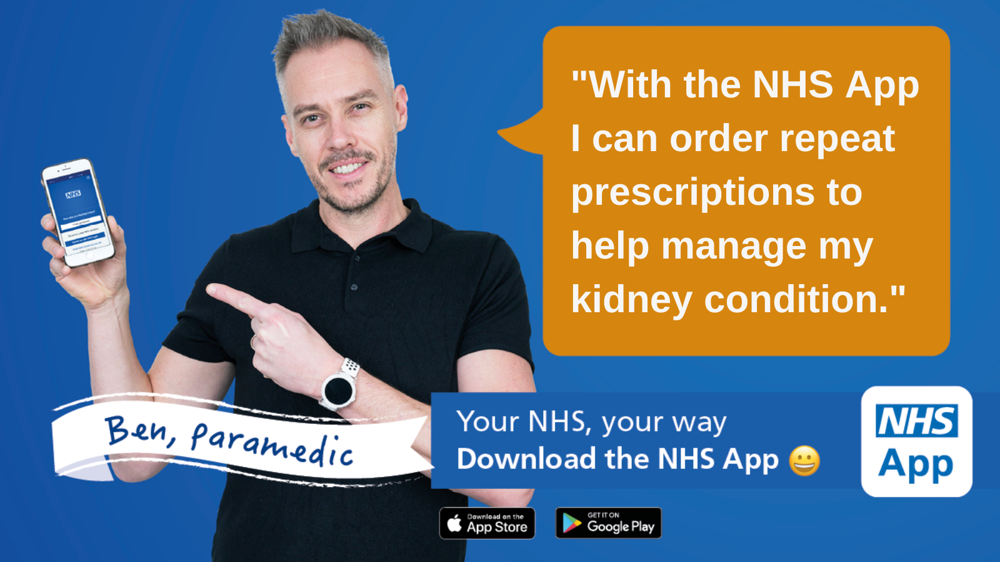 "With the NHS App
I can order repeat
prescriptions to
help manage my
kidney condition."
NHS
Ben, paramedic
Your NHS, your way
Download the NHS App 😀
NHS
App
Download on the
App Store
GET IT ON
Google Play